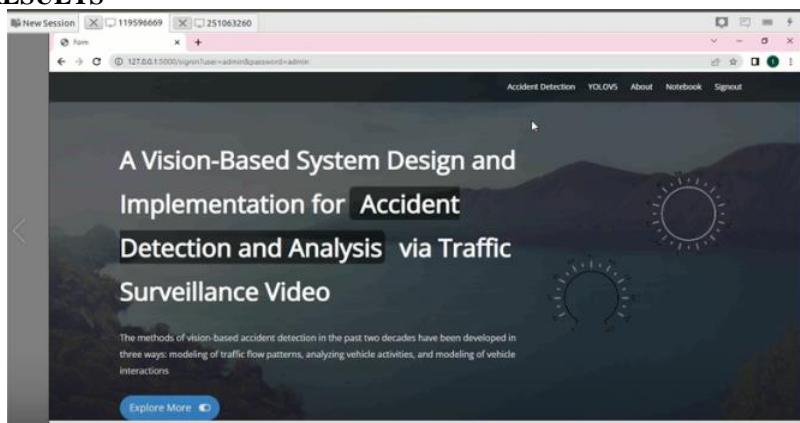 RESULTS
New Session 119596669 251063260
Form
127.0.0.1:5000/signin?user=admin&password=admin
Accident Detection YOLOV5 About Notebook Signout
A Vision-Based System Design and
Implementation for Accident
Detection and Analysis via Traffic
Surveillance Video
The methods of vision-based accident detection in the past two decades have been developed in
three ways: modeling of traffic flow patterns, analyzing vehicle activities, and modeling of vehicle
interactions
Explore More